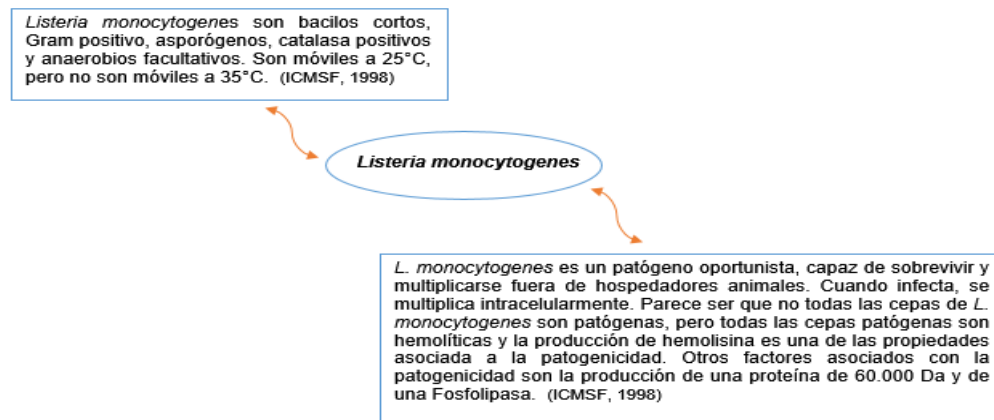 Listeria monocytogenes son bacilos cortos,
Gram positivo, asporógenos, catalasa positivos
y anaerobios facultativos. Son móviles a 25°C,
pero no son móviles a 35°C. (ICMSF, 1998)
Listeria monocytogenes
L. monocytogenes es un patógeno oportunista, capaz de sobrevivir y
multiplicarse fuera de hospedadores animales. Cuando infecta, se
multiplica intracelularmente. Parece ser que no todas las cepas de L.
monocytogenes son patógenas, pero todas las cepas patógenas son
hemolíticas y la producción de hemolisina es una de las propiedades
asociada a la patogenicidad. Otros factores asociados con la
patogenicidad son la producción de una proteína de 60.000 Da y de
una Fosfolipasa. (ICMSF, 1998)